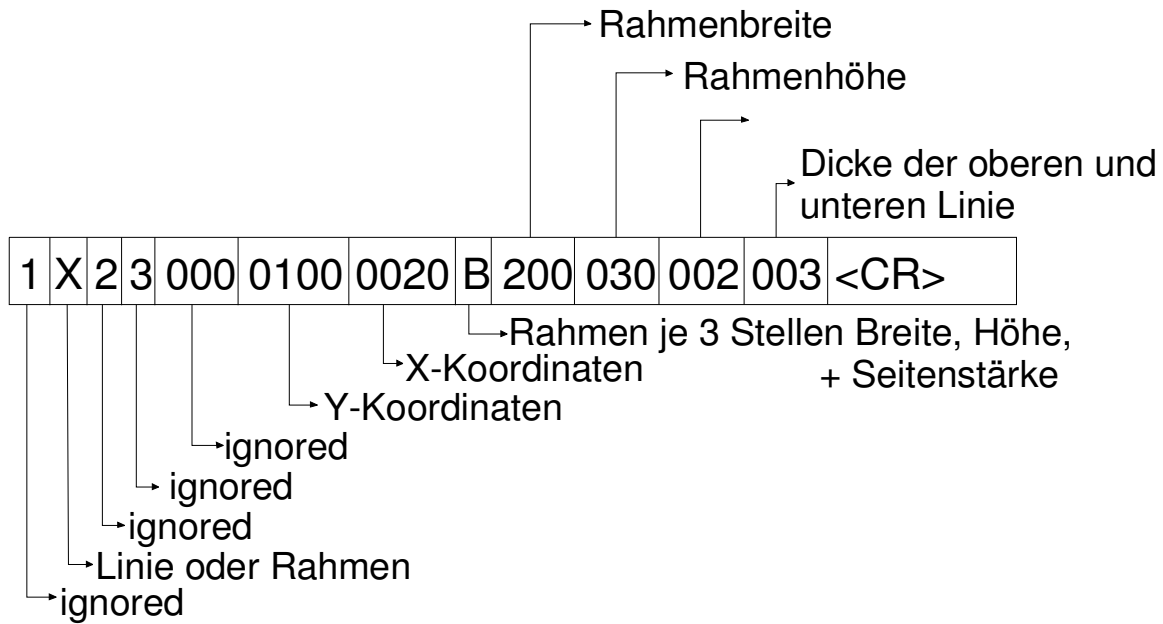 Rahmenbreite
Rahmenhöhe
Dicke der oberen und
unteren Linie
1 X 2 3 000 0100 0020 B 200 030 002 003 <CR>
Rahmen je 3 Stellen Breite, Höhe,
+ Seitenstärke
X-Koordinaten
Y-Koordinaten
ignored
ignored
ignored
Linie oder Rahmen
ignored